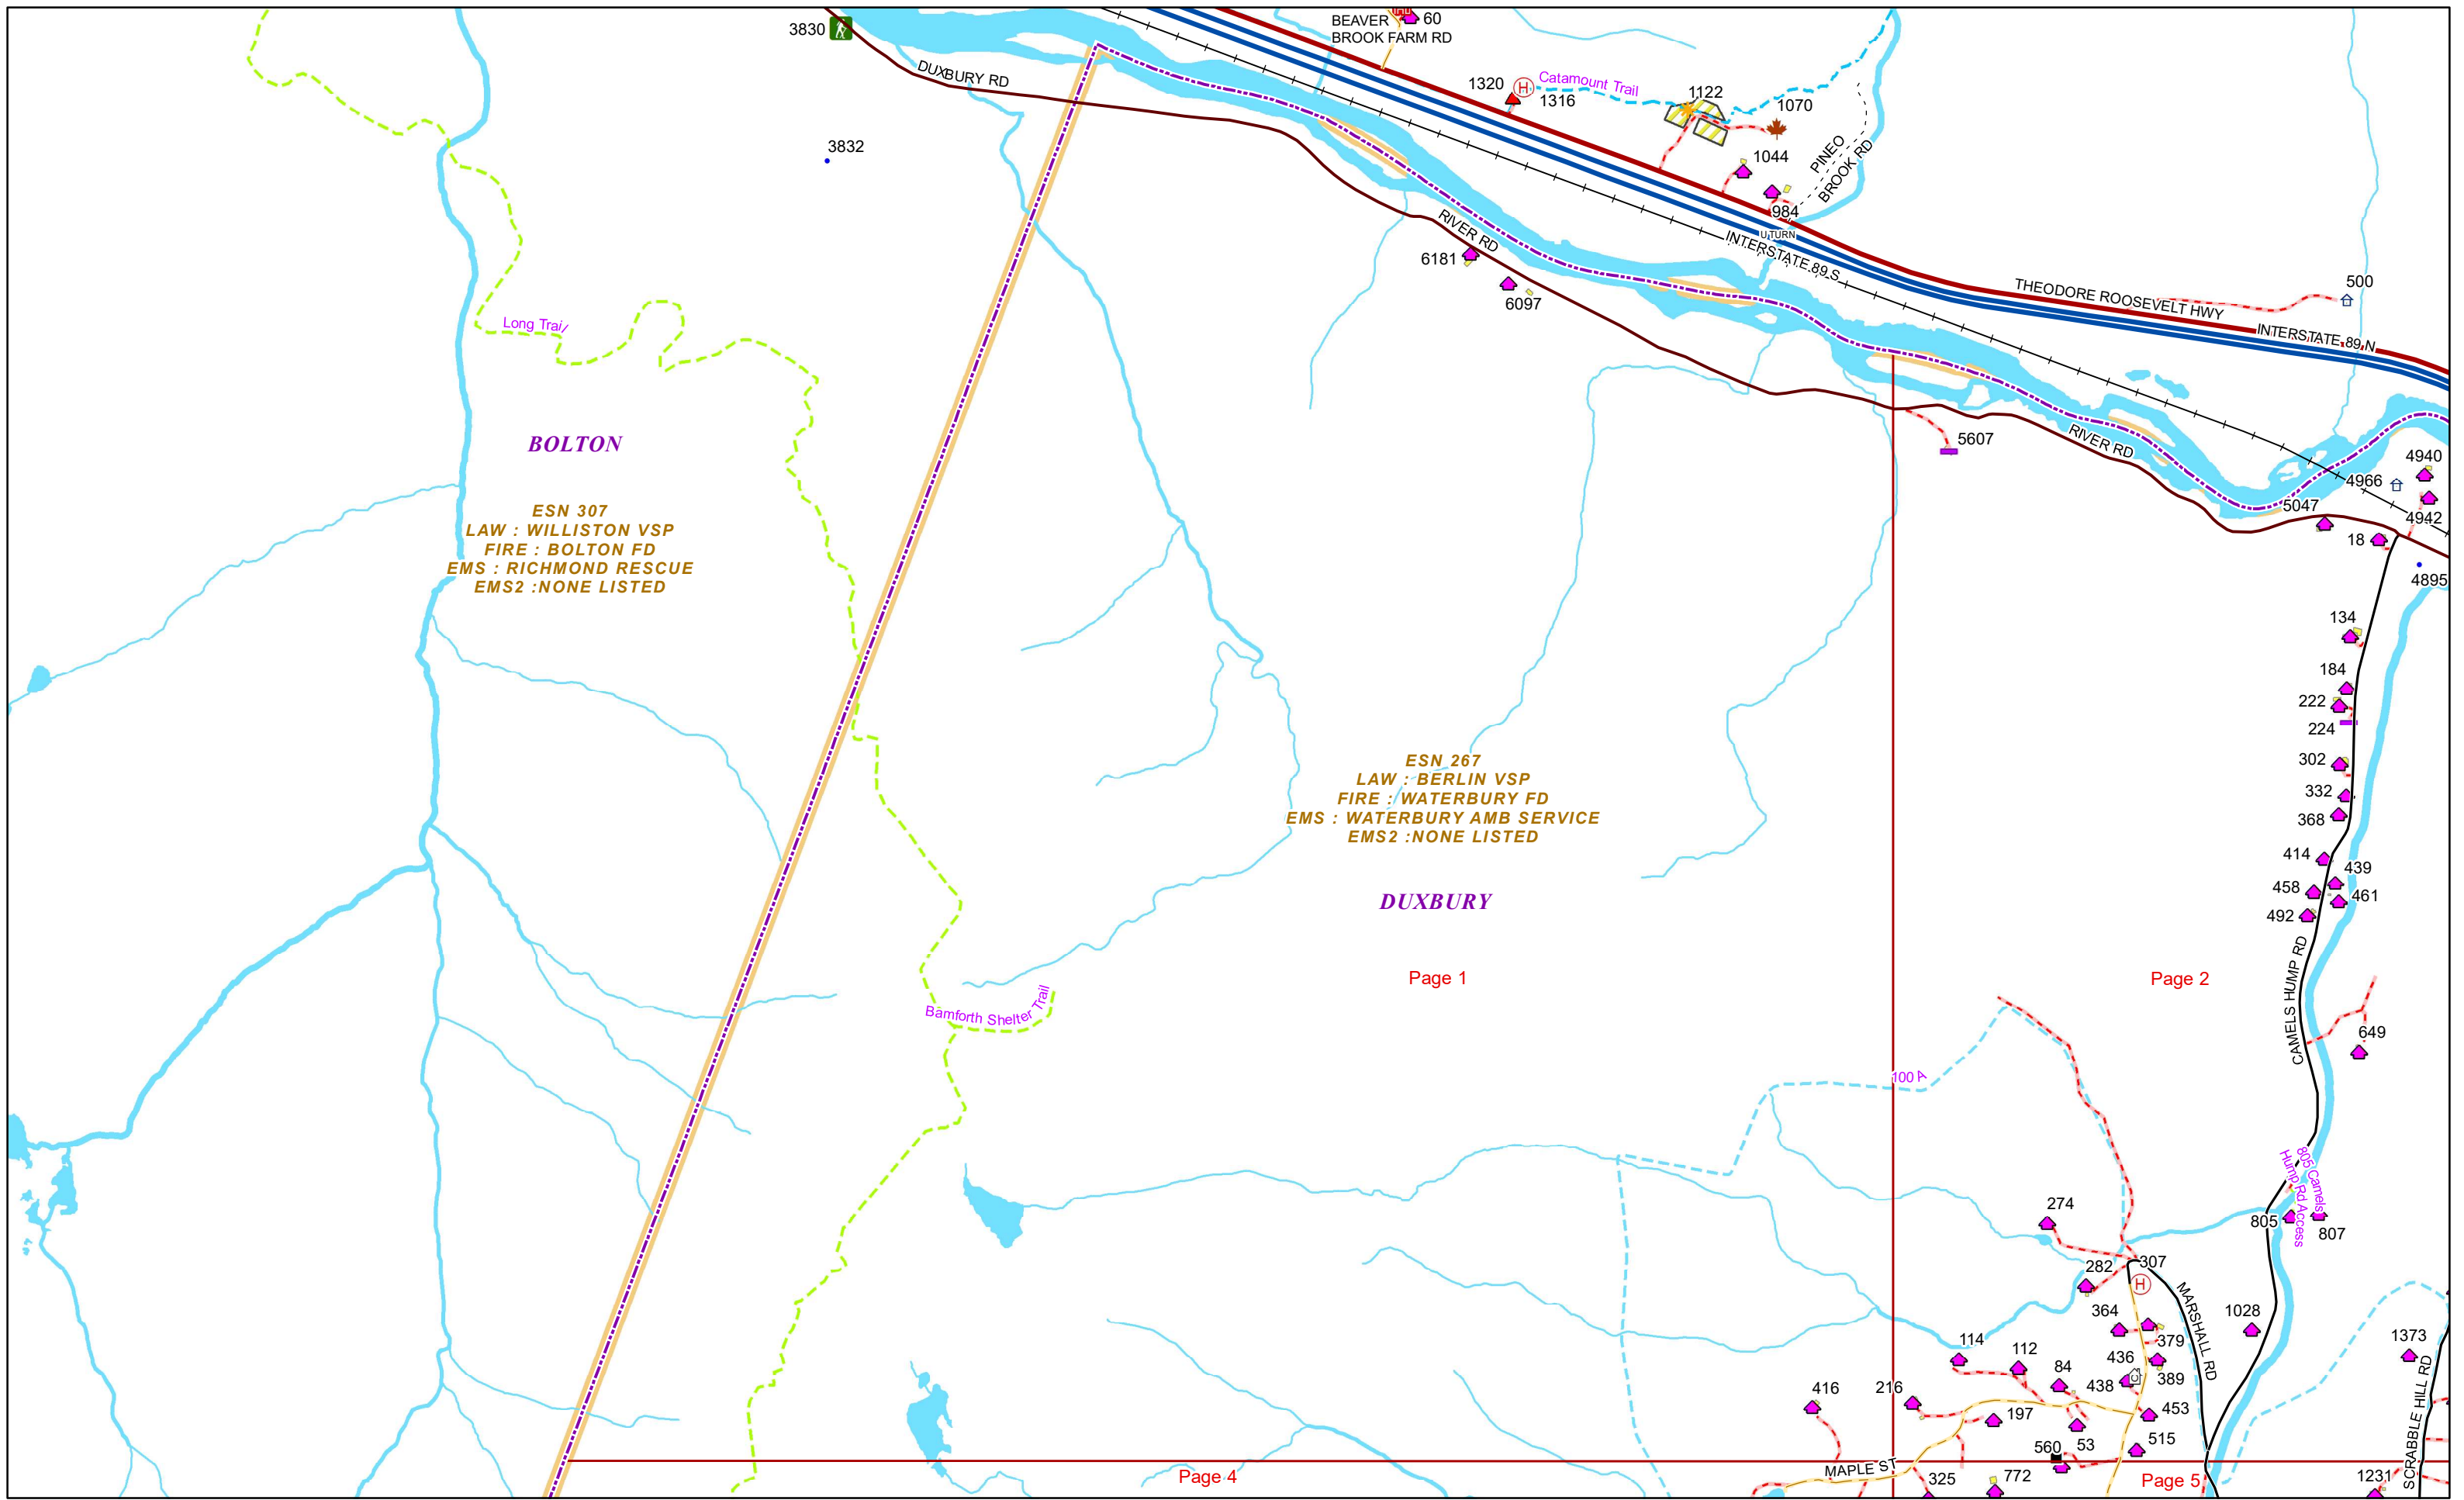 3830
DUXBURY RD
BEAVER
BROOK FARM RD
60
1320
H
1316
Catamount Trail
1122
1070
1044
984
PINEO
BROOK RD
U TURN
INTERSTATE 89 S
THEODORE ROOSEVELT HWY
INTERSTATE 89 N
500
3832
RIVER RD
6181
6097
Long Trail
BOLTON
ESN 307
LAW : WILLISTON VSP
FIRE : BOLTON FD
EMS : RICHMOND RESCUE
EMS2 :NONE LISTED
5607
RIVER RD
4940
4966
5047
4942
18
4895
134
184
222
224
302
332
368
414
439
458
461
492
ESN 267
LAW : BERLIN VSP
FIRE : WATERBURY FD
EMS : WATERBURY AMB SERVICE
EMS2 :NONE LISTED
DUXBURY
Page 1
Page 2
CAMELS HUMP RD
Bamforth Shelter Trail
649
100 A
805 Camels
Hump Rd Access
805
807
274
307
282
H
364
MARSHALL RD
1028
379
114
112
84
436
C
438
389
1373
416
216
197
453
53
515
560
SCRABBLE HILL RD
MAPLE ST
Page 4
325
772
Page 5
1231